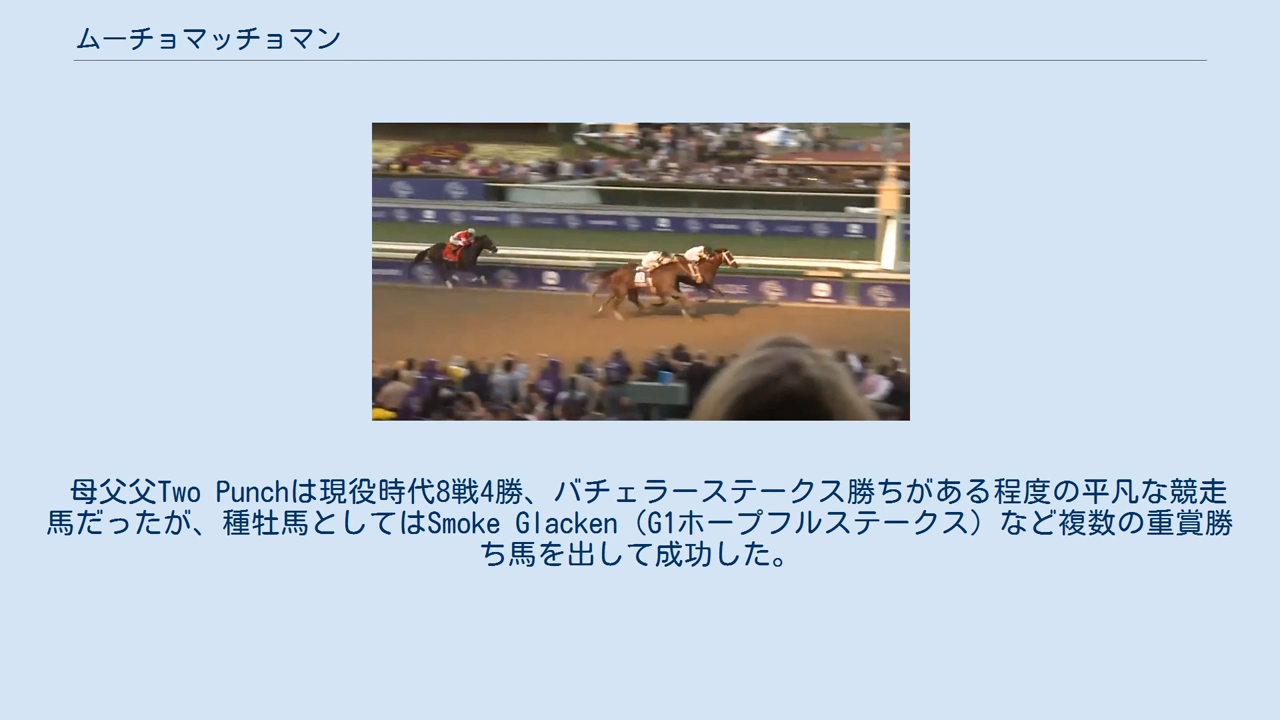 ムーチョマッチョマン
母父父Two Punchは現役時代8戦4勝、バチェラーステークス勝ちがある程度の平凡な競走
馬だったが、種牡馬としてはSmoke Glacken（G1ホープフルステークス）など複数の重賞勝
ち馬を出して成功した。